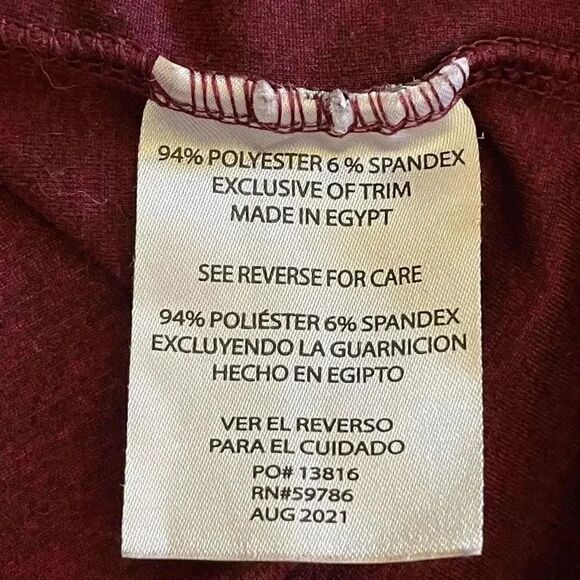 94% POLYESTER 6 % SPANDEX
EXCLUSIVE OF TRIM
MADE IN EGYPT
SEE REVERSE FOR CARE
94% POLIÉSTER 6% SPANDEX
EXCLUYENDO LA GUARNICION
HECHO EN EGIPTO
VER EL REVERSO
PARA EL CUIDADO
PO# 13816
RN#59786
AUG 2021